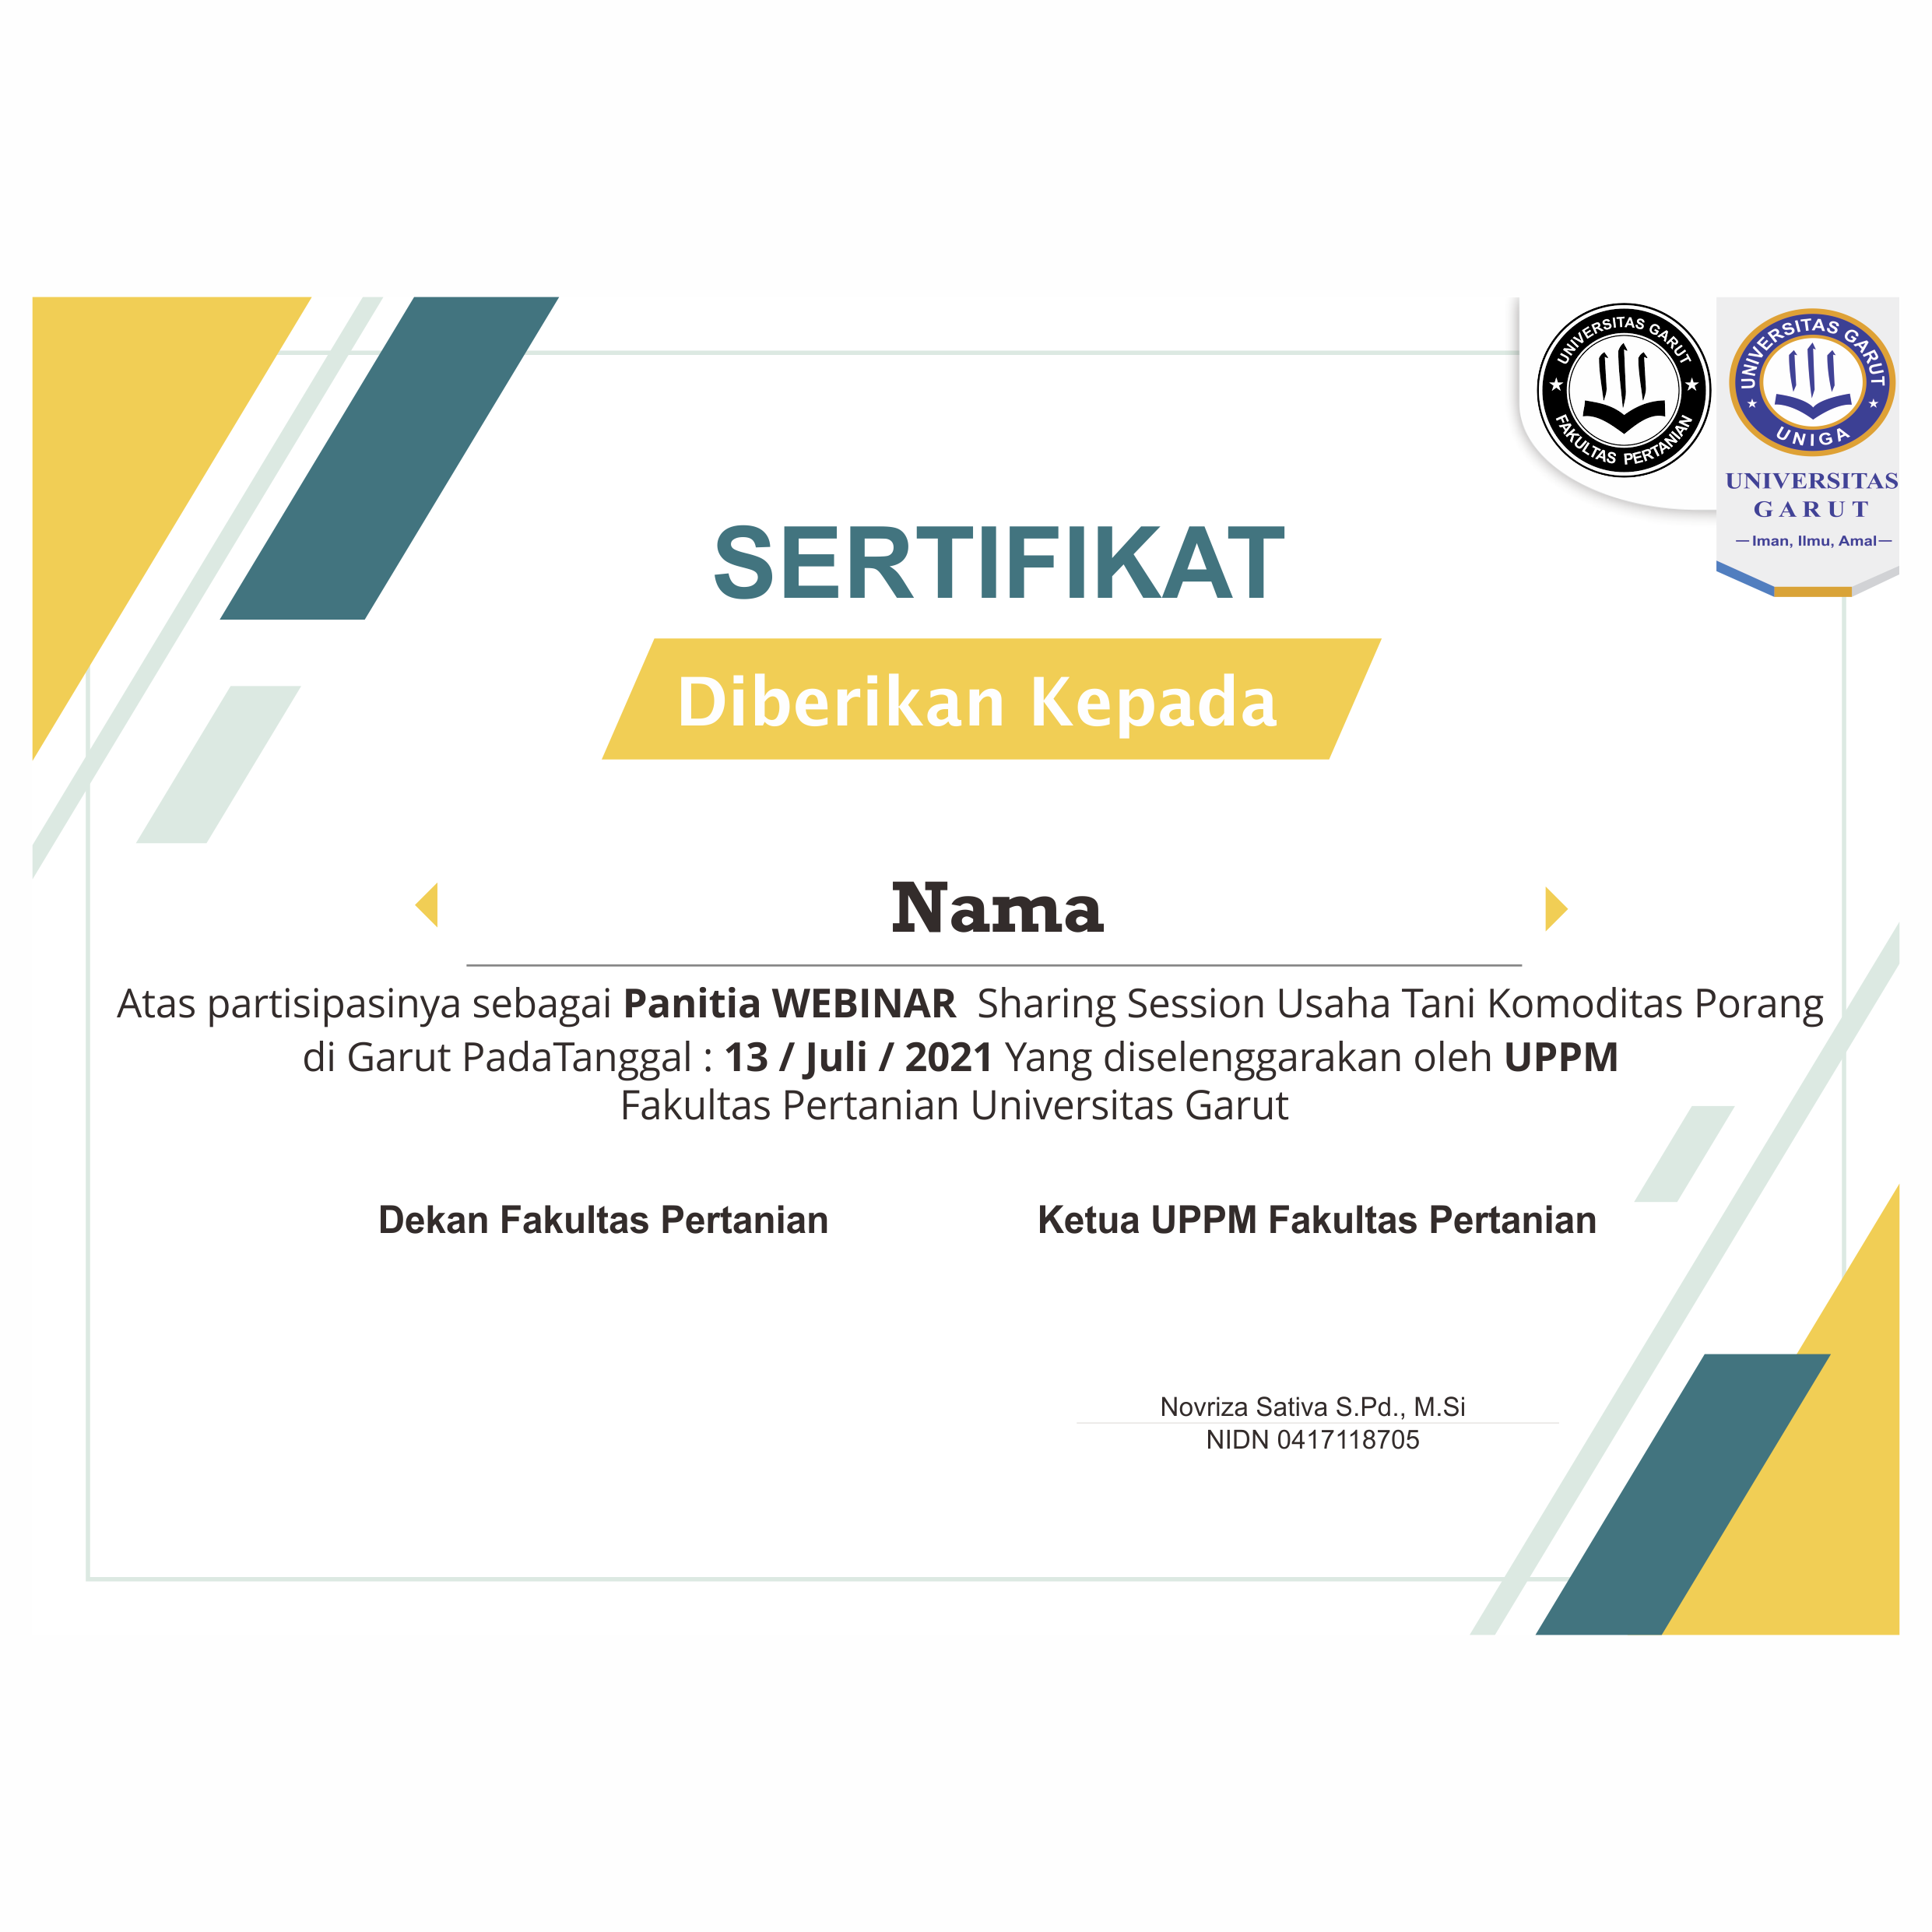 UNIVERSITAS GARUT
FAKULTAS PERTANIAN
UNIVERSITAS GARUT
UNIGA
UNIVERSITAS
GARUT
Iman, Ilmu, Amal
SERTIFIKAT
Diberikan Kepada
Nama
Atas partisipasinya sebagai Panitia WEBINAR Sharing Session Usaha Tani Komoditas Porang
di Garut PadaTanggal : 13 / Juli / 2021 Yang diselenggarakan oleh UPPM
Fakultas Pertanian Universitas Garut
Dekan Fakultas Pertanian
Ketua UPPM Fakultas Pertanian
Novriza Sativa S.Pd., M.Si
NIDN 0417118705